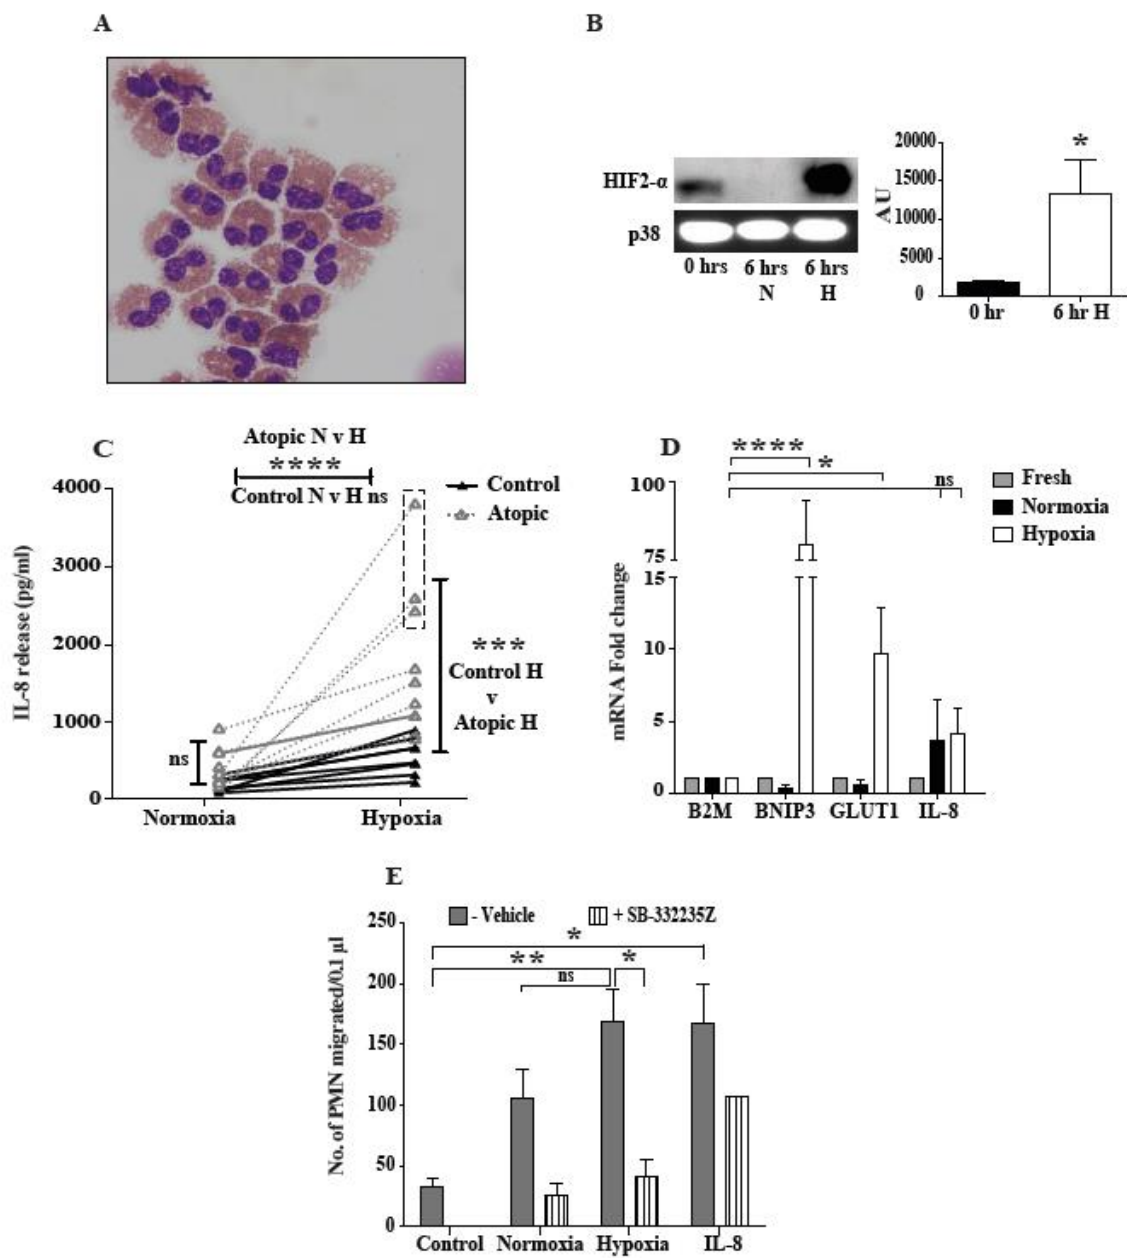 A
B
HIF2-α
p38
0 hrs
6 hrs
N
6 hrs
H
20000
15000
10000
5000
0
AU
*
0 hr
6 hr H
C
Atopic N v H
****
Control N v H ns
4000
3000
2000
1000
0
IL-8 release (pg/ml)
Control
Atopic
***
Control H
v
Atopic H
ns
Normoxia
Hypoxia
D
****
*
ns
Fresh
Normoxia
Hypoxia
100
75
15
10
5
0
mRNA Fold change
B2M
BNIP3
GLUT1
IL-8
E
- Vehicle
+ SB-332235Z
250
200
150
100
50
0
No. of PMN migrated/0.1 µl
*
**
*
ns
Control
Normoxia
Hypoxia
IL-8